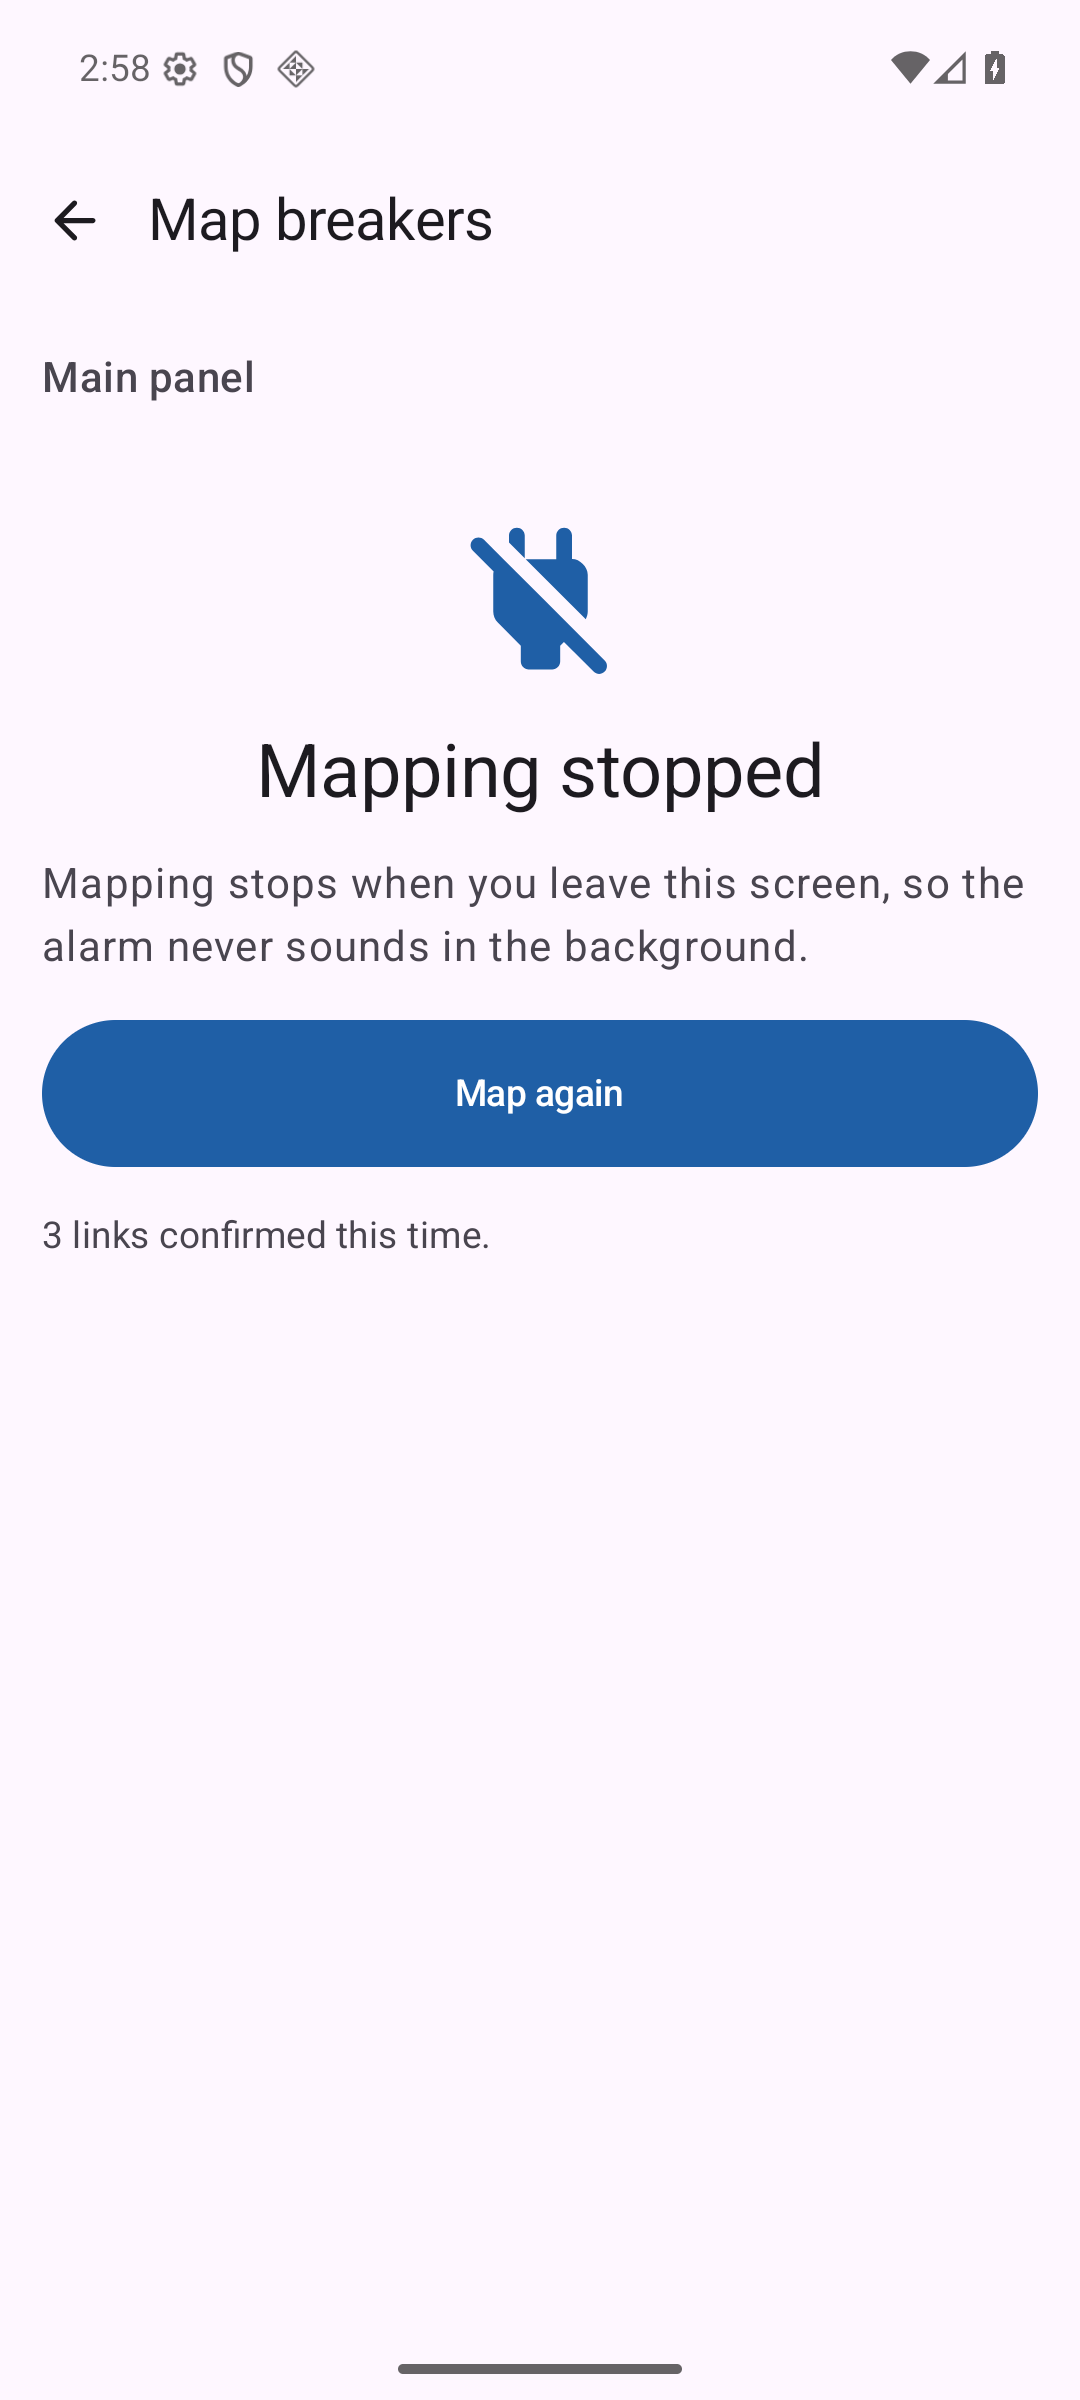 2:58
Map breakers
Main panel
Mapping stopped
Mapping stops when you leave this screen, so the
alarm never sounds in the background.
Map again
3 links confirmed this time.